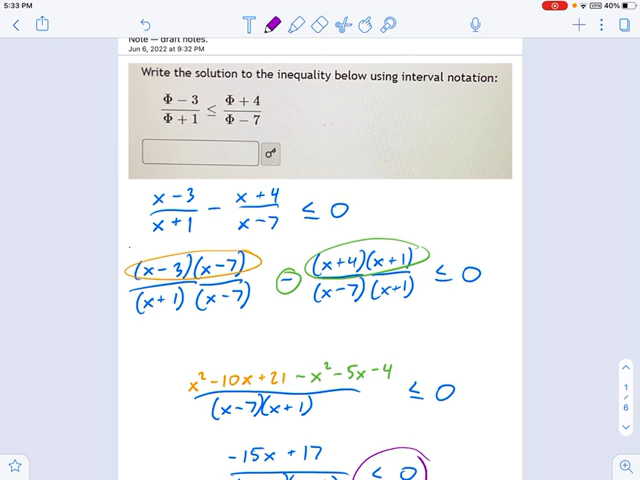 5:33 PM
40%
T
Note — draft notes.
Jun 6, 2022 at 9:32 PM
Write the solution to the inequality below using interval notation:
Φ − 3 / Φ + 1 ≤ Φ + 4 / Φ − 7
x − 3 / x + 1 − x + 4 / x − 7 ≤ 0
(x − 3)(x − 7) / (x + 1)(x − 7) − (x + 4)(x + 1) / (x − 7)(x + 1) ≤ 0
x² − 10x + 21 − x² − 5x − 4 / (x − 7)(x + 1) ≤ 0
−15x + 17 ≤ 0
1
/
6